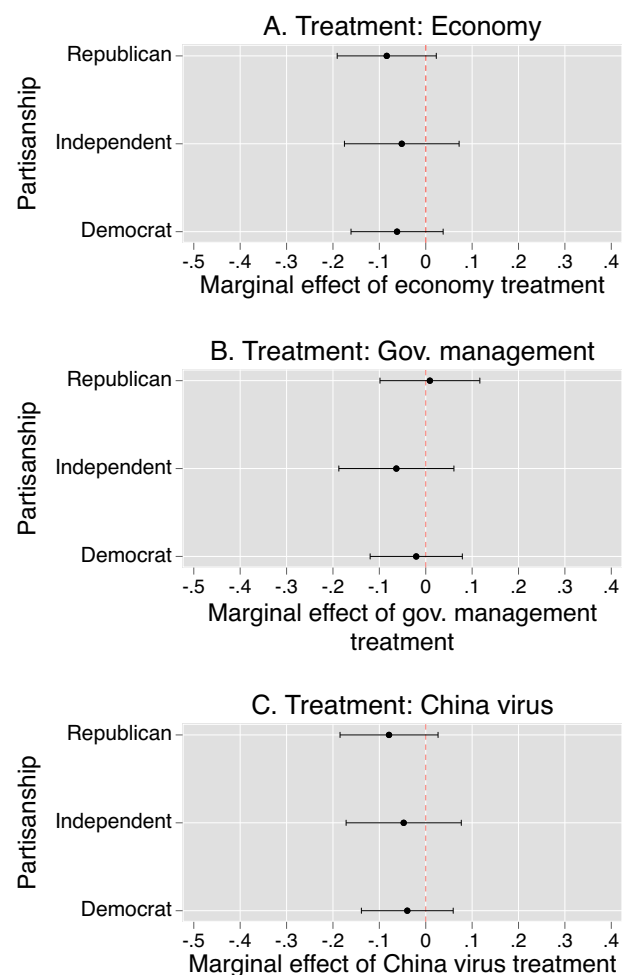 A. Treatment: Economy
Partisanship
Republican
Independent
Democrat
-.5 -.4 -.3 -.2 -.1 0 .1 .2 .3 .4
Marginal effect of economy treatment
B. Treatment: Gov. management
Partisanship
Republican
Independent
Democrat
-.5 -.4 -.3 -.2 -.1 0 .1 .2 .3 .4
Marginal effect of gov. management
treatment
C. Treatment: China virus
Partisanship
Republican
Independent
Democrat
-.5 -.4 -.3 -.2 -.1 0 .1 .2 .3 .4
Marginal effect of China virus treatment